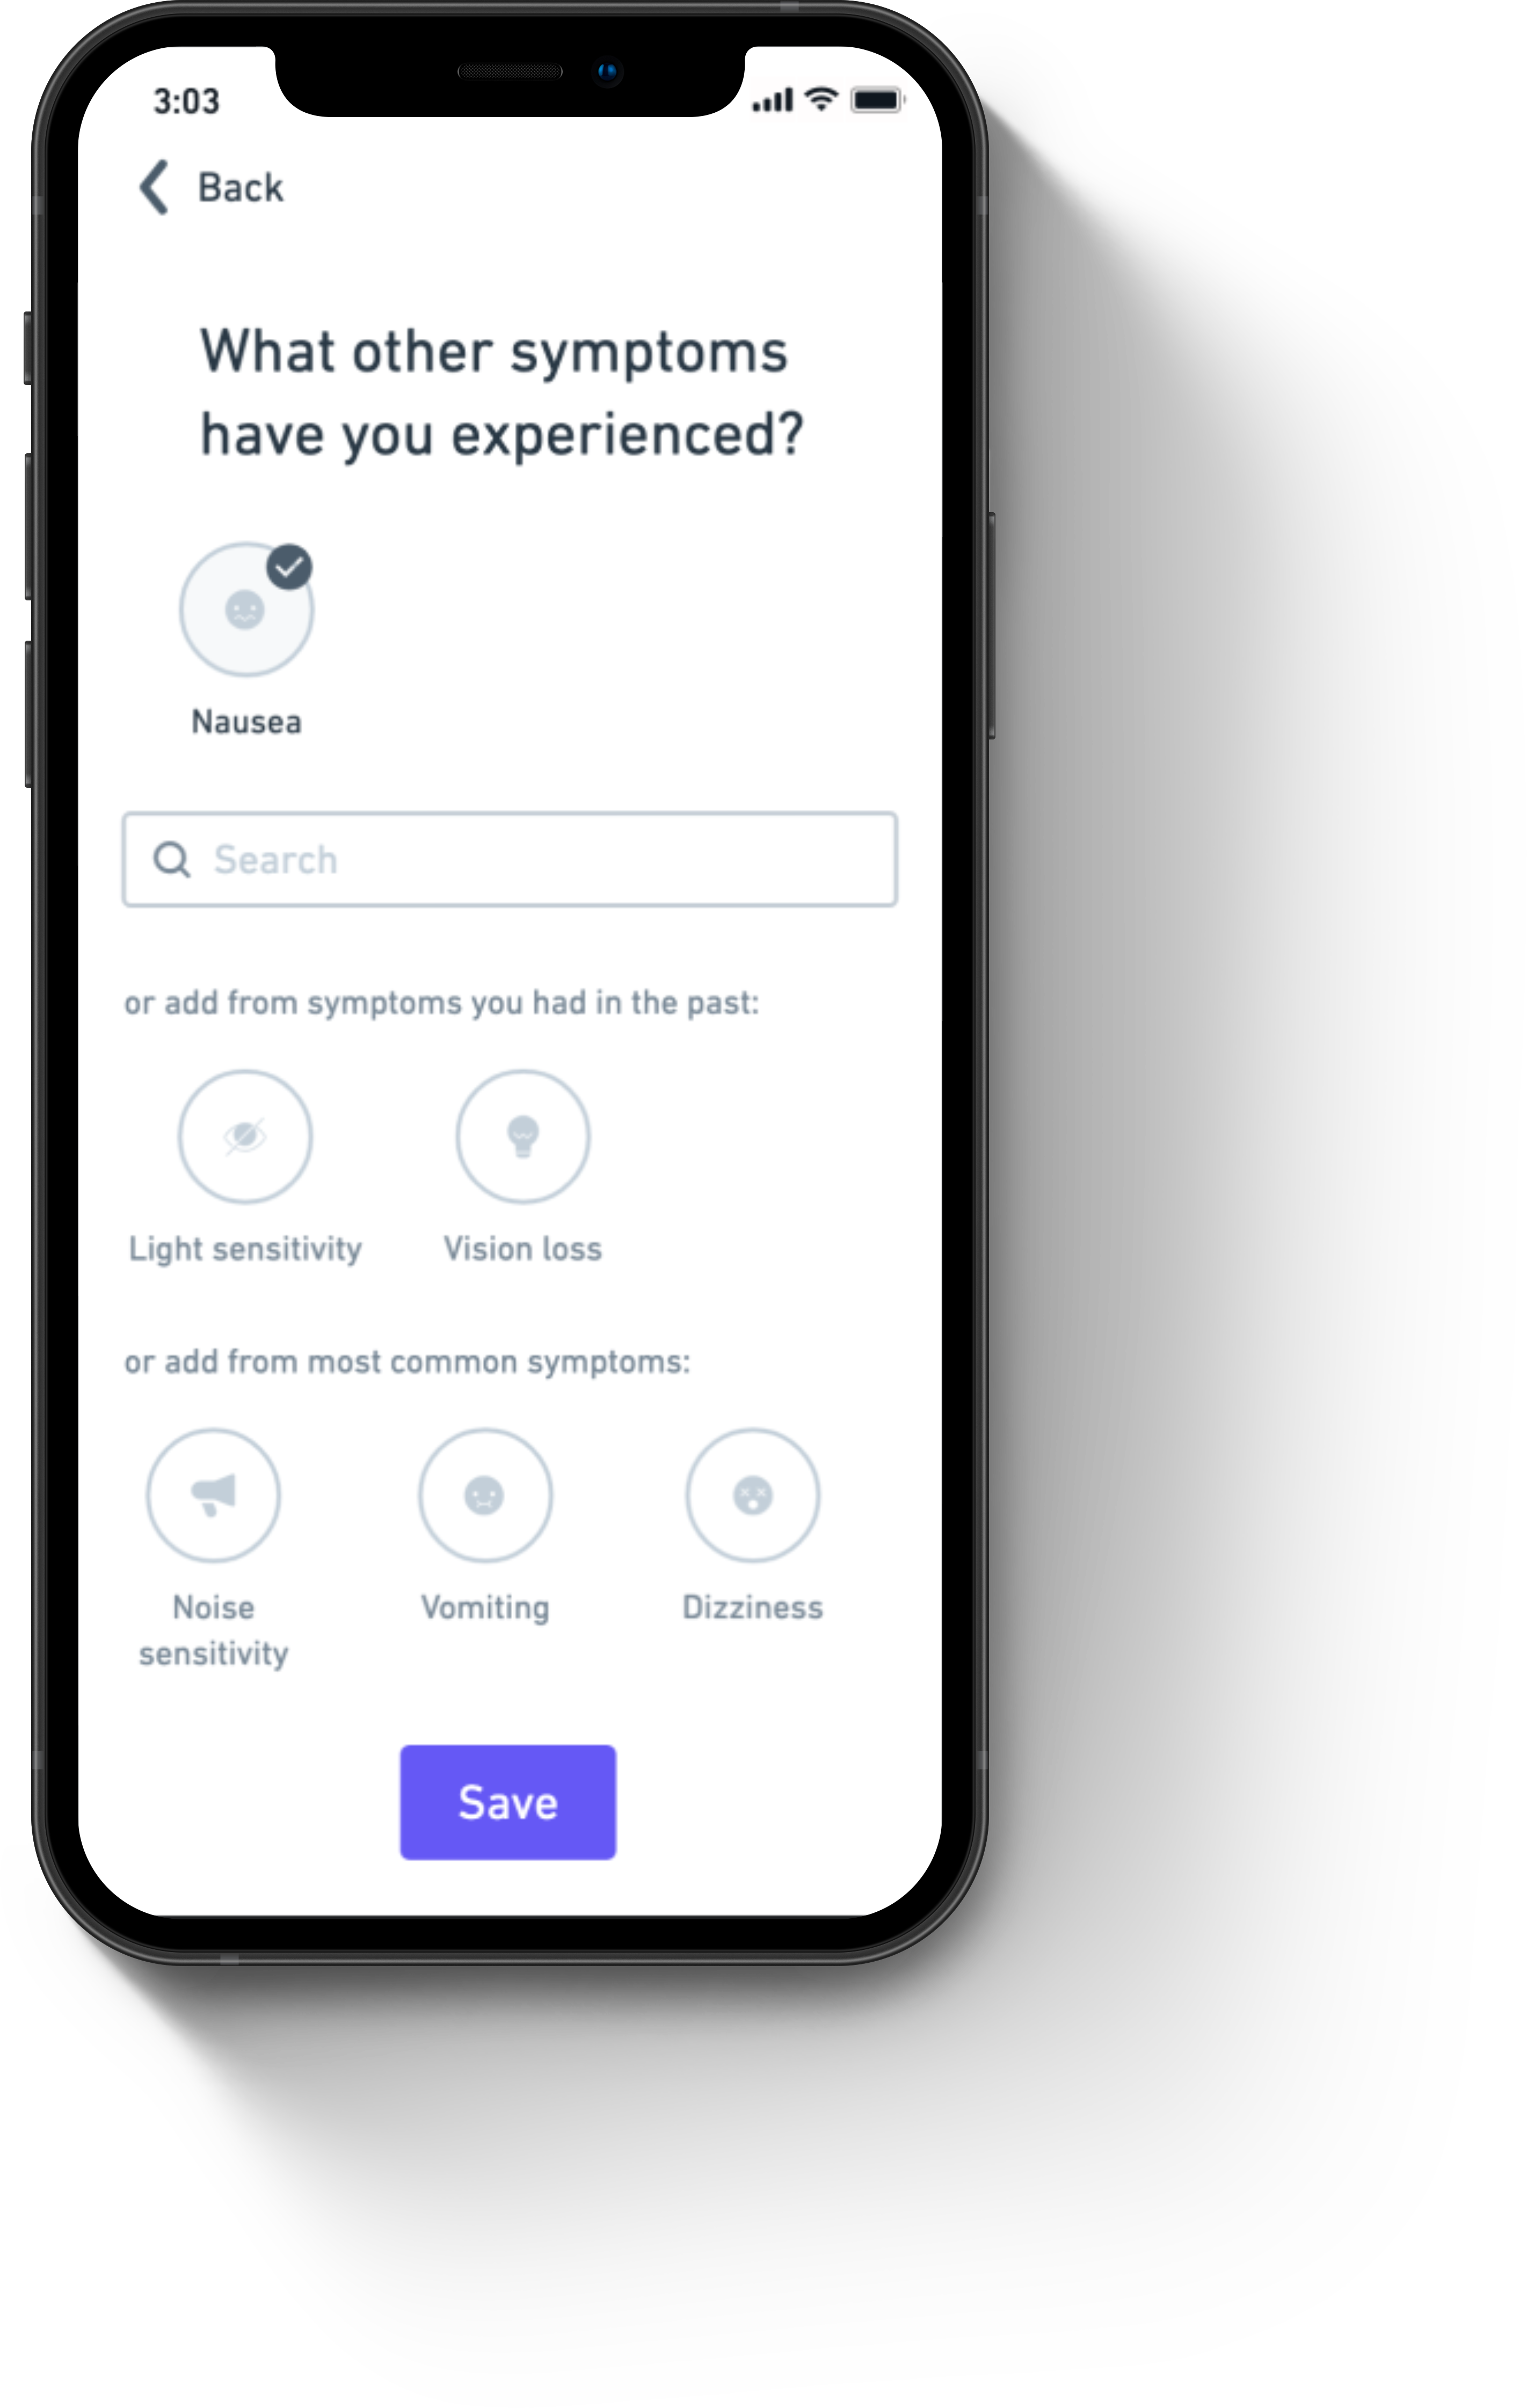 3:03
Back
What other symptoms
have you experienced?
Nausea
Search
or add from symptoms you had in the past:
Light sensitivity
Vision loss
or add from most common symptoms:
Noise
sensitivity
Vomiting
Dizziness
Save